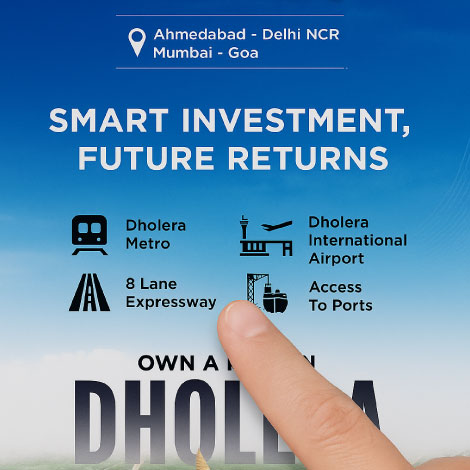 Ahmedabad - Delhi NCR
Mumbai - Goa
SMART INVESTMENT,
FUTURE RETURNS
Dholera
Metro
Dholera
International
Airport
8 Lane
Expressway
Access
To Ports
OWN A
DHOLERA